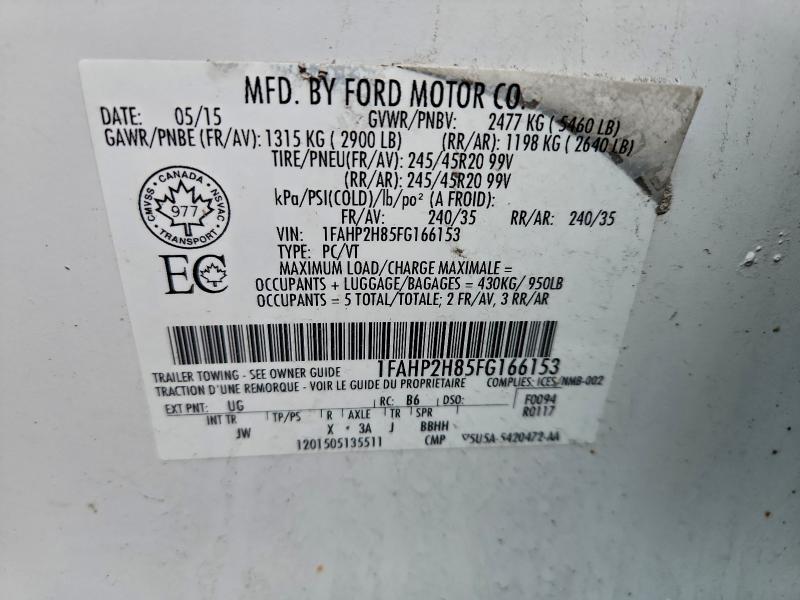 MFD. BY FORD MOTOR CO.
DATE: 05/15 GVWR/PNBV: 2477 KG ( 5460 LB)
GAWR/PNBE (FR/AV): 1315 KG ( 2900 LB) (RR/AR): 1198 KG ( 2640 LB)
TIRE/PNEU(FR/AV): 245/45R20 99V
(RR/AR): 245/45R20 99V
kPa/PSI(COLD)/lb/po² (A FROID):
FR/AV: 240/35 RR/AR: 240/35
CANADA
CMVSS NSVAC
977
TRANSPORT
VIN: 1FAHP2H85FG166153
TYPE: PC/VT
EC
MAXIMUM LOAD/CHARGE MAXIMALE =
OCCUPANTS + LUGGAGE/BAGAGES = 430KG/ 950LB
OCCUPANTS = 5 TOTAL/TOTALE; 2 FR/AV, 3 RR/AR
1FAHP2H85FG166153
TRAILER TOWING - SEE OWNER GUIDE
TRACTION D'UNE REMORQUE - VOIR LE GUIDE DU PROPRIETAIRE COMPLIES: ICES/NMB-002
EXT PNT: UG RC: B6 DSO: F0094
INT TR TP/PS R AXLE TR SPR R0117
JW X 3A J BBHH
1201505135511 CMP 5U5A-5420472-AA